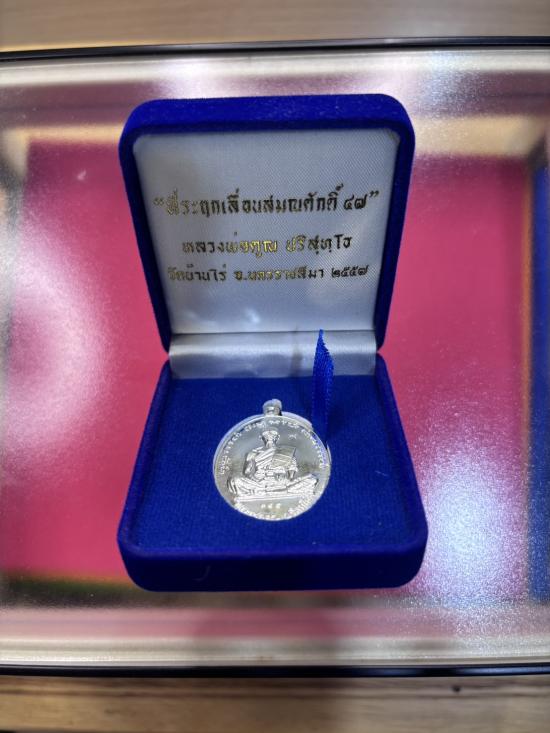 “ที่ระฤกเลื่อนสมณศักดิ์ ๔๗”
หลวงพ่อคูณ ปริสุทฺโธ
วัดบ้านไร่ จ.นครราชสีมา ๒๕๕๗